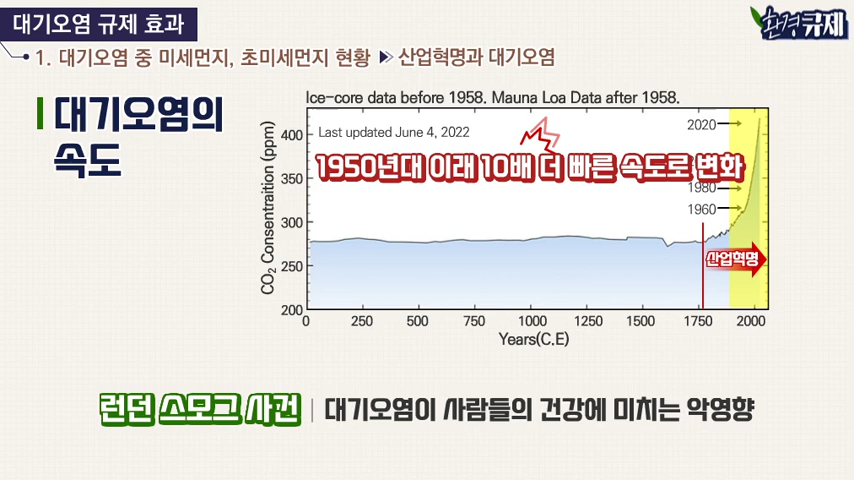 대기오염 규제 효과
환경규제
1. 대기오염 중 미세먼지, 초미세먼지 현황 ▶ 산업혁명과 대기오염
대기오염의
속도
Ice-core data before 1958. Mauna Loa Data after 1958.
Last updated June 4, 2022
1950년대 이래 10배 더 빠른 속도로 변화
2020
1980
1960
산업혁명
CO2 Consentraition (ppm)
400
350
300
250
200
0 250 500 750 1000 1250 1500 1750 2000
Years(C.E)
런던 스모그 사건 | 대기오염이 사람들의 건강에 미치는 악영향